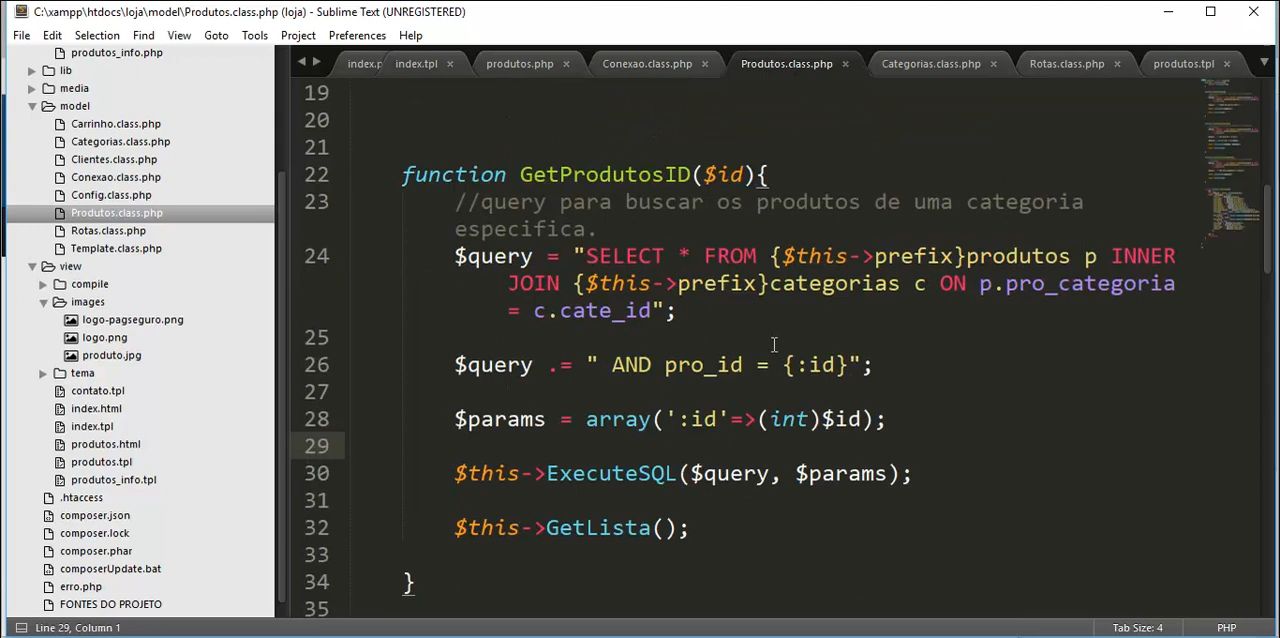 C:\xampp\htdocs\loja\model\Produtos.class.php (loja) - Sublime Text (UNREGISTERED)
File Edit Selection Find View Goto Tools Project Preferences Help
produtos_info.php
lib
media
model
Carrinho.class.php
Categorias.class.php
Clientes.class.php
Conexao.class.php
Config.class.php
Produtos.class.php
Rotas.class.php
Template.class.php
view
compile
images
logo-pagseguro.png
logo.png
produto.jpg
tema
contato.tpl
index.html
index.tpl
produtos.html
produtos.tpl
produtos_info.tpl
.htaccess
composer.json
composer.lock
composer.phar
composerUpdate.bat
erro.php
FONTES DO PROJETO
index.p index.tpl × produtos.php × Conexao.class.php × Produtos.class.php × Categorias.class.php × Rotas.class.php × produtos.tpl ×
19
20
21
22 function GetProdutosID($id){
23 //query para buscar os produtos de uma categoria
especifica.
24 $query = "SELECT * FROM {$this->prefix}produtos p INNER
JOIN {$this->prefix}categorias c ON p.pro_categoria
= c.cate_id";
25
26 $query .= " AND pro_id = {:id}";
27
28 $params = array(':id'=>(int)$id);
29
30 $this->ExecuteSQL($query, $params);
31
32 $this->GetLista();
33
34 }
35
Line 29, Column 1 Tab Size: 4 PHP